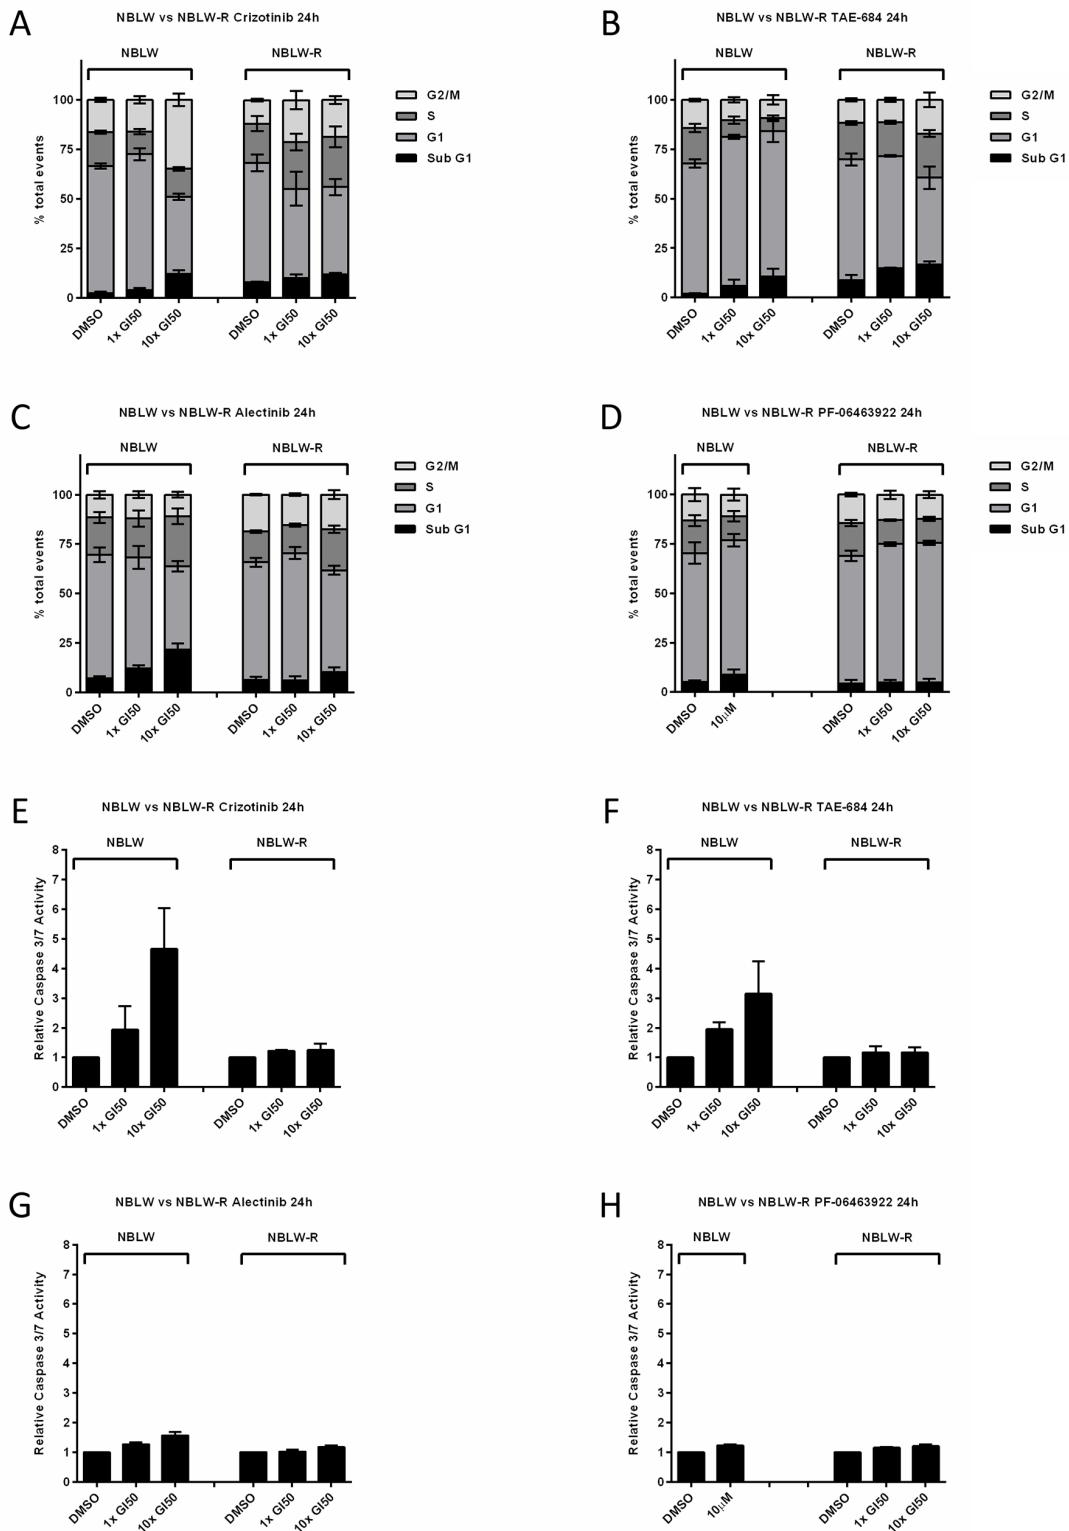 A
NBLW vs NBLW-R Crizotinib 24h
NBLW
NBLW-R
% total events
100
75
50
25
0
DMSO
1x GI50
10x GI50
DMSO
1x GI50
10x GI50
G2/M
S
G1
Sub G1
B
NBLW vs NBLW-R TAE-684 24h
NBLW
NBLW-R
% total events
100
75
50
25
0
DMSO
1x GI50
10x GI50
DMSO
1x GI50
10x GI50
G2/M
S
G1
Sub G1
C
NBLW vs NBLW-R Alectinib 24h
NBLW
NBLW-R
% total events
100
75
50
25
0
DMSO
1x GI50
10x GI50
DMSO
1x GI50
10x GI50
G2/M
S
G1
Sub G1
D
NBLW vs NBLW-R PF-06463922 24h
NBLW
NBLW-R
% total events
100
75
50
25
0
DMSO
10µM
DMSO
1x GI50
10x GI50
G2/M
S
G1
Sub G1
E
NBLW vs NBLW-R Crizotinib 24h
NBLW
NBLW-R
Relative Caspase 3/7 Activity
8
7
6
5
4
3
2
1
0
DMSO
1x GI50
10x GI50
DMSO
1x GI50
10x GI50
F
NBLW vs NBLW-R TAE-684 24h
NBLW
NBLW-R
Relative Caspase 3/7 Activity
8
7
6
5
4
3
2
1
0
DMSO
1x GI50
10x GI50
DMSO
1x GI50
10x GI50
G
NBLW vs NBLW-R Alectinib 24h
NBLW
NBLW-R
Relative Caspase 3/7 Activity
8
7
6
5
4
3
2
1
0
DMSO
1x GI50
10x GI50
DMSO
1x GI50
10x GI50
H
NBLW vs NBLW-R PF-06463922 24h
NBLW
NBLW-R
Relative Caspase 3/7 Activity
8
7
6
5
4
3
2
1
0
DMSO
10µM
DMSO
1x GI50
10x GI50